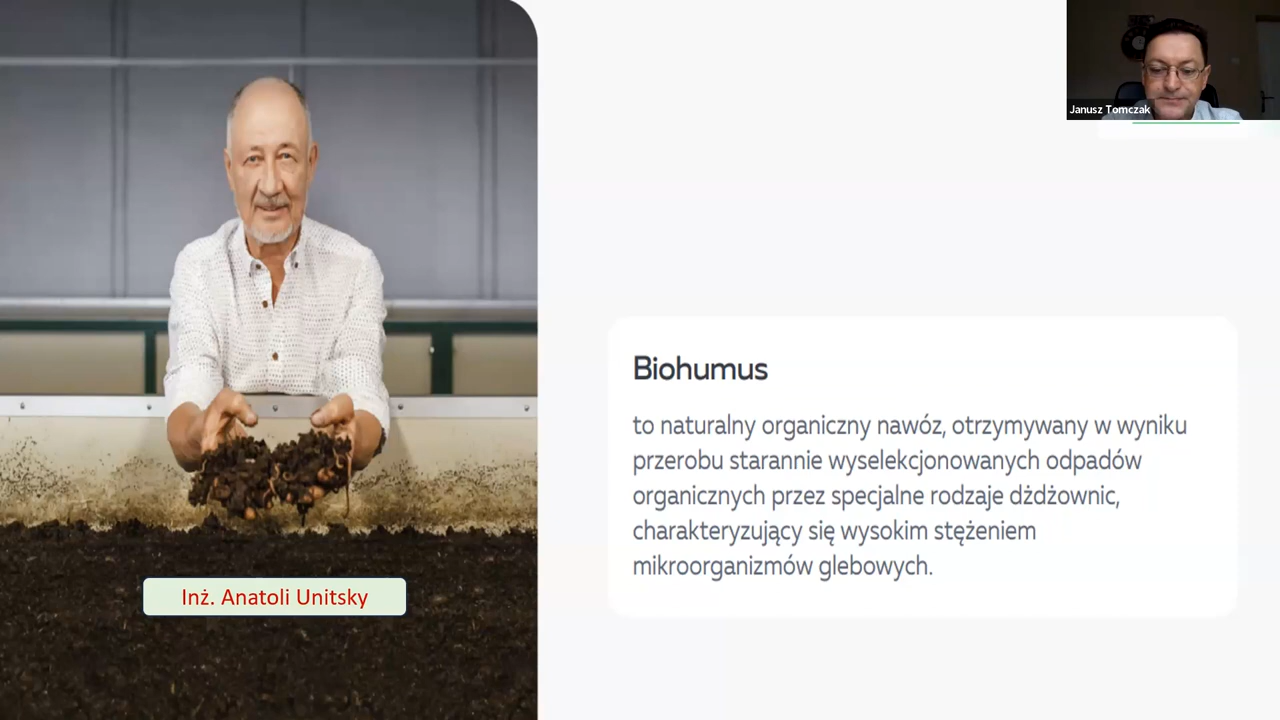 Janusz Tomczak
Biohumus
to naturalny organiczny nawóz, otrzymywany w wyniku
przerobu starannie wyselekcjonowanych odpadów
organicznych przez specjalne rodzaje dżdżownic,
charakteryzujący się wysokim stężeniem
mikroorganizmów glebowych.
Inż. Anatoli Unitsky